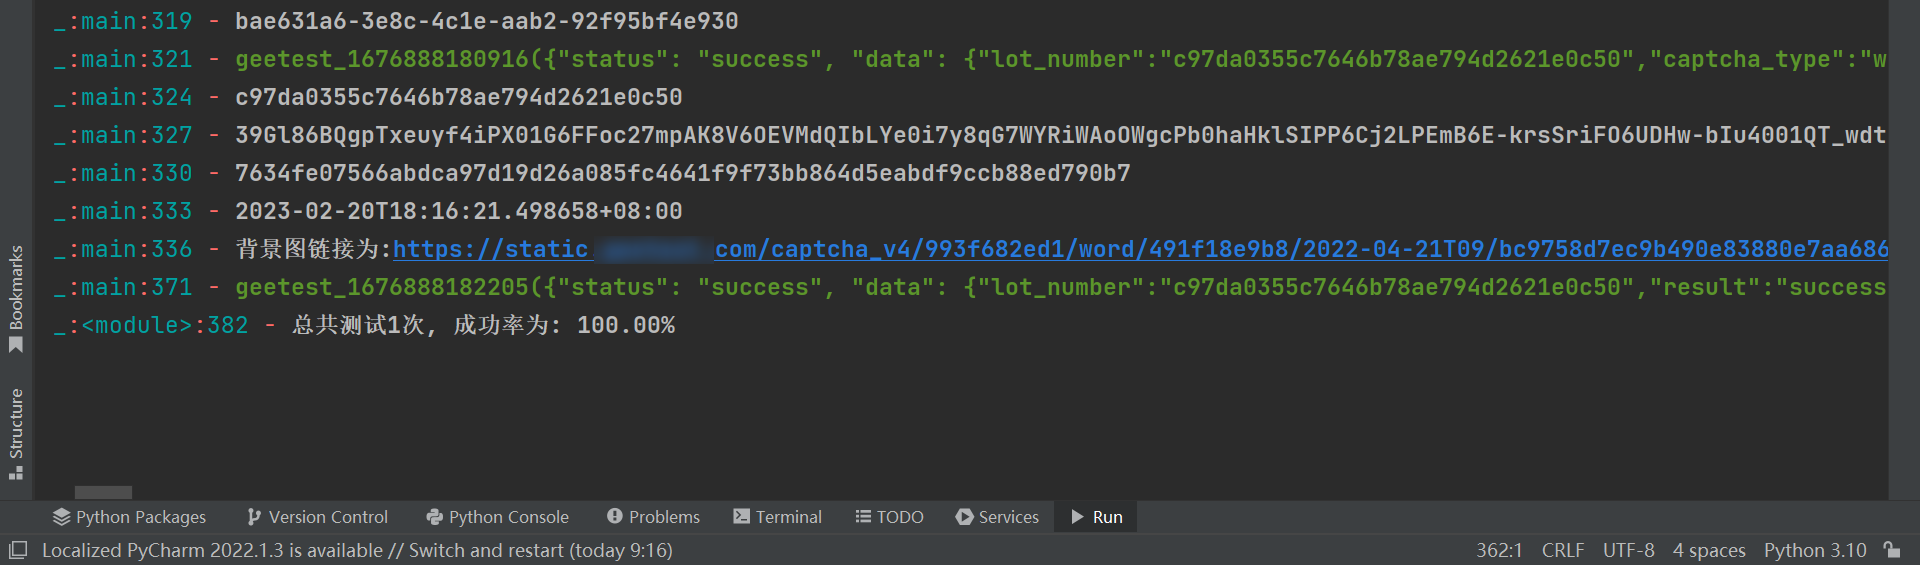 _:main:319 - bae631a6-3e8c-4c1e-aab2-92f95bf4e930
_:main:321 - geetest_1676888180916({"status": "success", "data": {"lot_number":"c97da0355c7646b78ae794d2621e0c50","captcha_type":"w
_:main:324 - c97da0355c7646b78ae794d2621e0c50
_:main:327 - 39Gl86BQgpTxeuyf4iPX01G6FFoc27mpAK8V6OEVMdQIbLYe0i7y8qG7WYRiWAoOWgcPb0haHklSIPP6Cj2LPEmB6E-krsSriFO6UDHw-bIu4001QT_wdt
_:main:330 - 7634fe07566abdca97d19d26a085fc4641f9f73bb864d5eabdf9ccb88ed790b7
_:main:333 - 2023-02-20T18:16:21.498658+08:00
_:main:336 - 背景图链接为:https://static. com/captcha_v4/993f682ed1/word/491f18e9b8/2022-04-21T09/bc9758d7ec9b490e83880e7aa686
_:main:371 - geetest_1676888182205({"status": "success", "data": {"lot_number":"c97da0355c7646b78ae794d2621e0c50","result":"success
_:<module>:382 - 总共测试1次, 成功率为: 100.00%
Bookmarks
Structure
Python Packages Version Control Python Console Problems Terminal TODO Services Run
Localized PyCharm 2022.1.3 is available // Switch and restart (today 9:16) 362:1 CRLF UTF-8 4 spaces Python 3.10